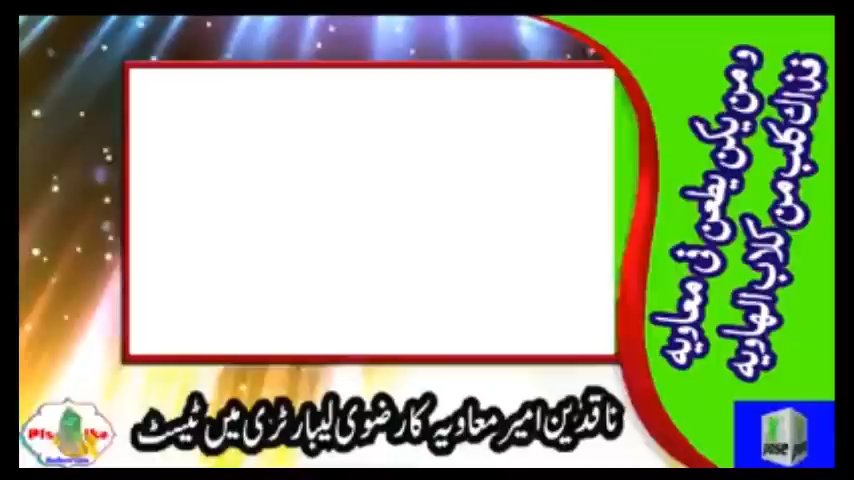 ومن یکن یطعن فی معاویہ
فذاک کلب من کلاب الھاویہ
ناقدین امیر معاویہ کا رضوی لیبارٹری میں ٹیسٹ